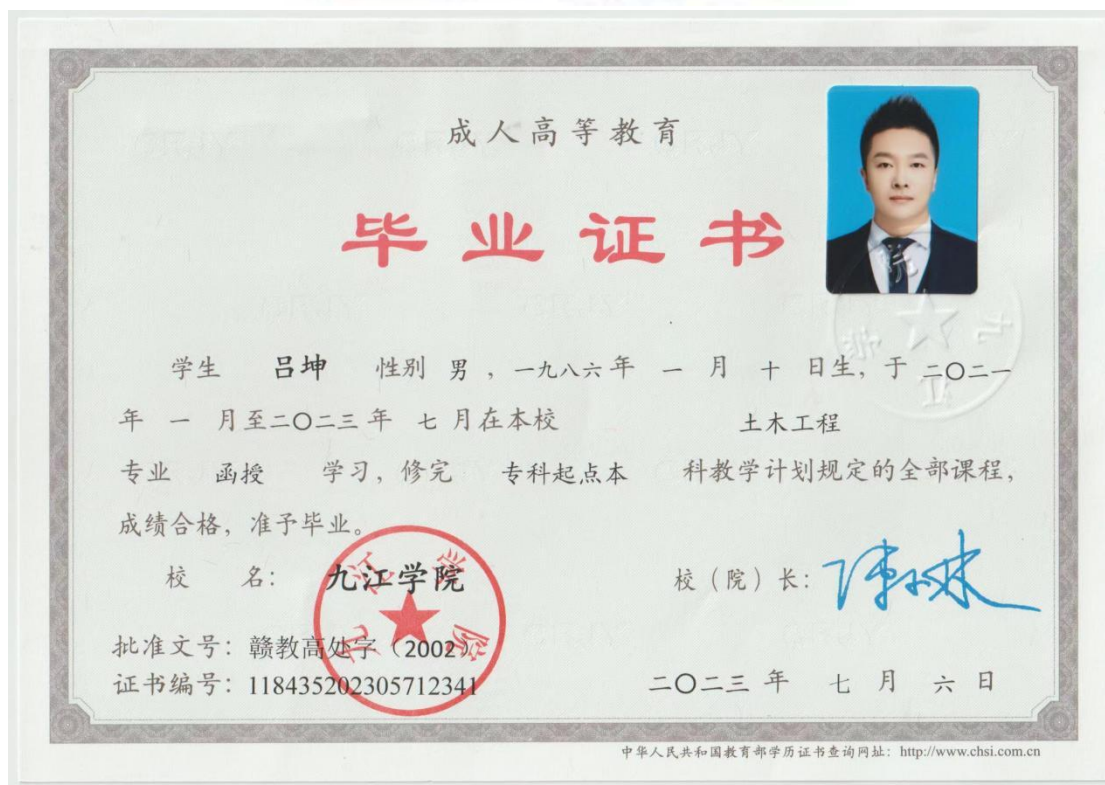 成人高等教育
毕业证书
学生 吕坤 性别 男 ，一九八六年 一 月 十 日生，于 二〇二一
年 一 月至二〇二三年 七 月在本校 土木工程
专业 函授 学习，修完 专科起点本 科教学计划规定的全部课程，
成绩合格，准予毕业。
校 名： 九江学院
校（院）长：
批准文号：赣教高处字（2002）
证书编号：118435202305712341
二〇二三 年 七 月 六 日
九江学院
中华人民共和国教育部学历证书查询网址：http://www.chsi.com.cn